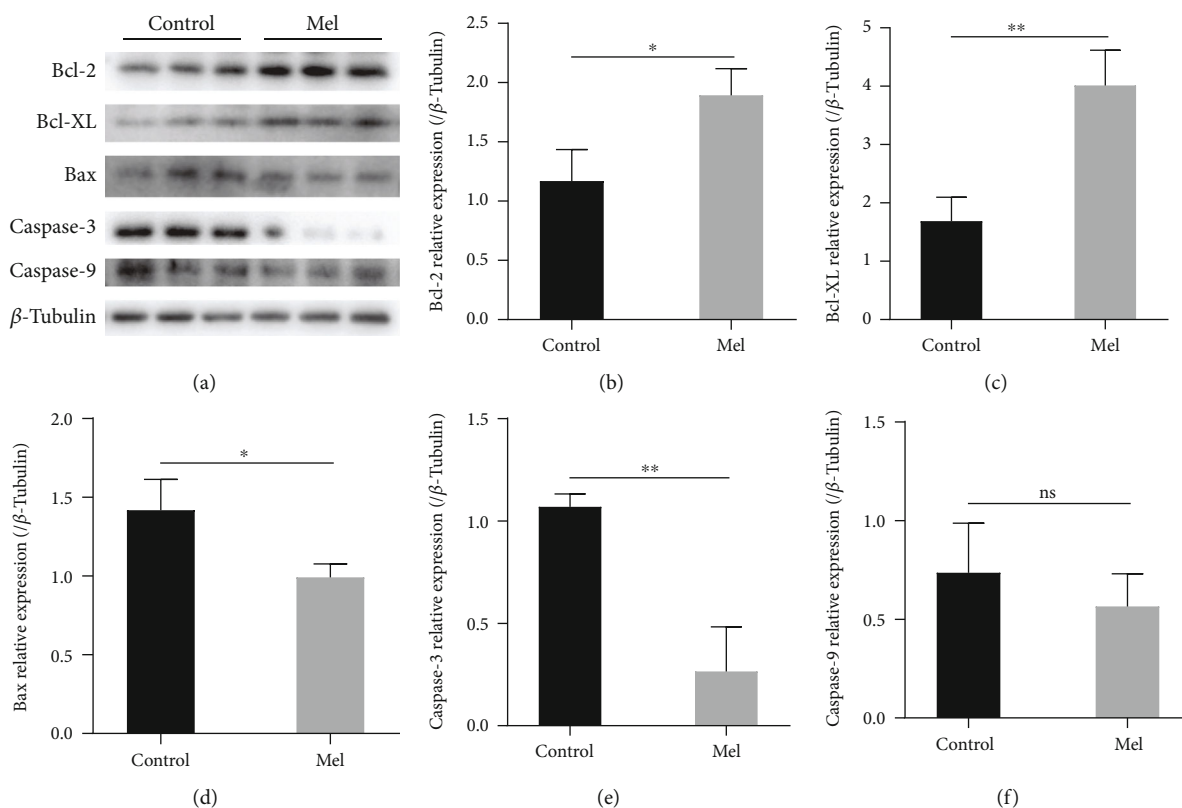 Control Mel
Bcl-2
Bcl-XL
Bax
Caspase-3
Caspase-9
β-Tubulin
(a)
Bcl-2 relative expression (/β-Tubulin)
2.5
2.0
1.5
1.0
0.5
0.0
*
Control Mel
(b)
Bcl-XL relative expression (/β-Tubulin)
5
4
3
2
1
0
**
Control Mel
(c)
Bax relative expression (/β-Tubulin)
2.0
1.5
1.0
0.5
0.0
*
Control Mel
(d)
Caspase-3 relative expression (/β-Tubulin)
1.5
1.0
0.5
0.0
**
Control Mel
(e)
Caspase-9 relative expression (/β-Tubulin)
1.5
1.0
0.5
0.0
ns
Control Mel
(f)